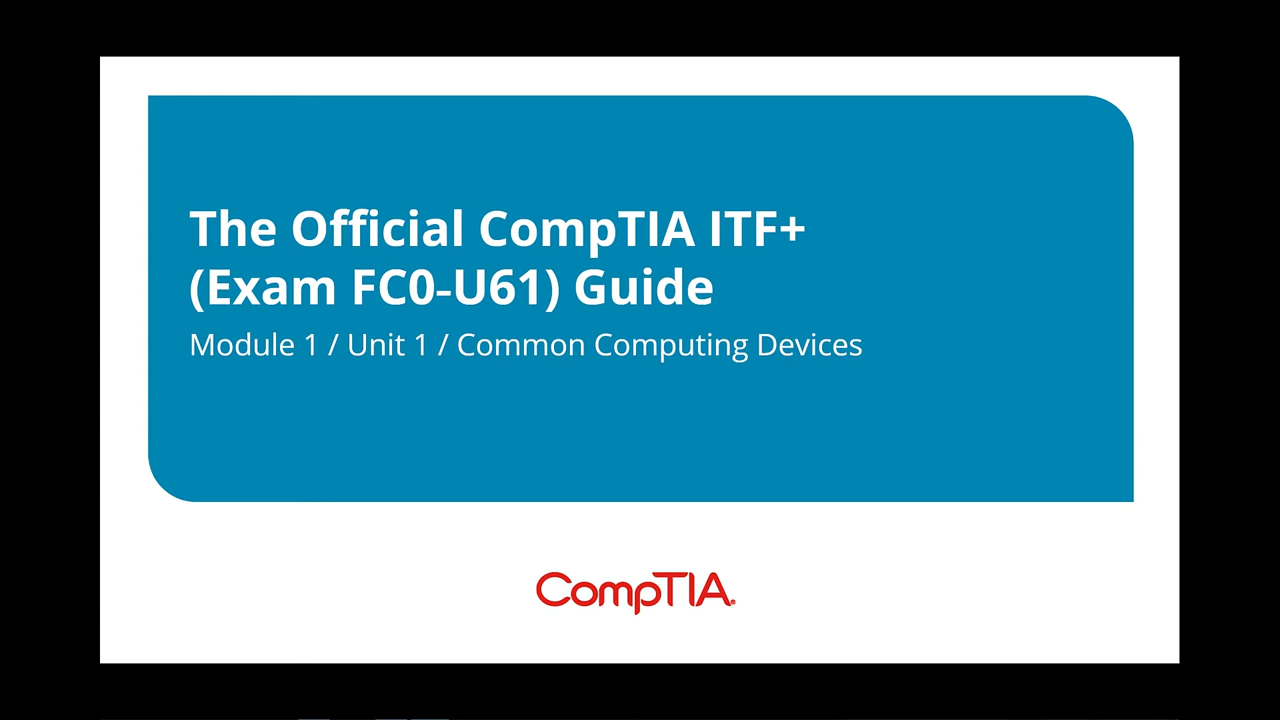 The Official CompTIA ITF+
(Exam FC0-U61) Guide
Module 1 / Unit 1 / Common Computing Devices
CompTIA®